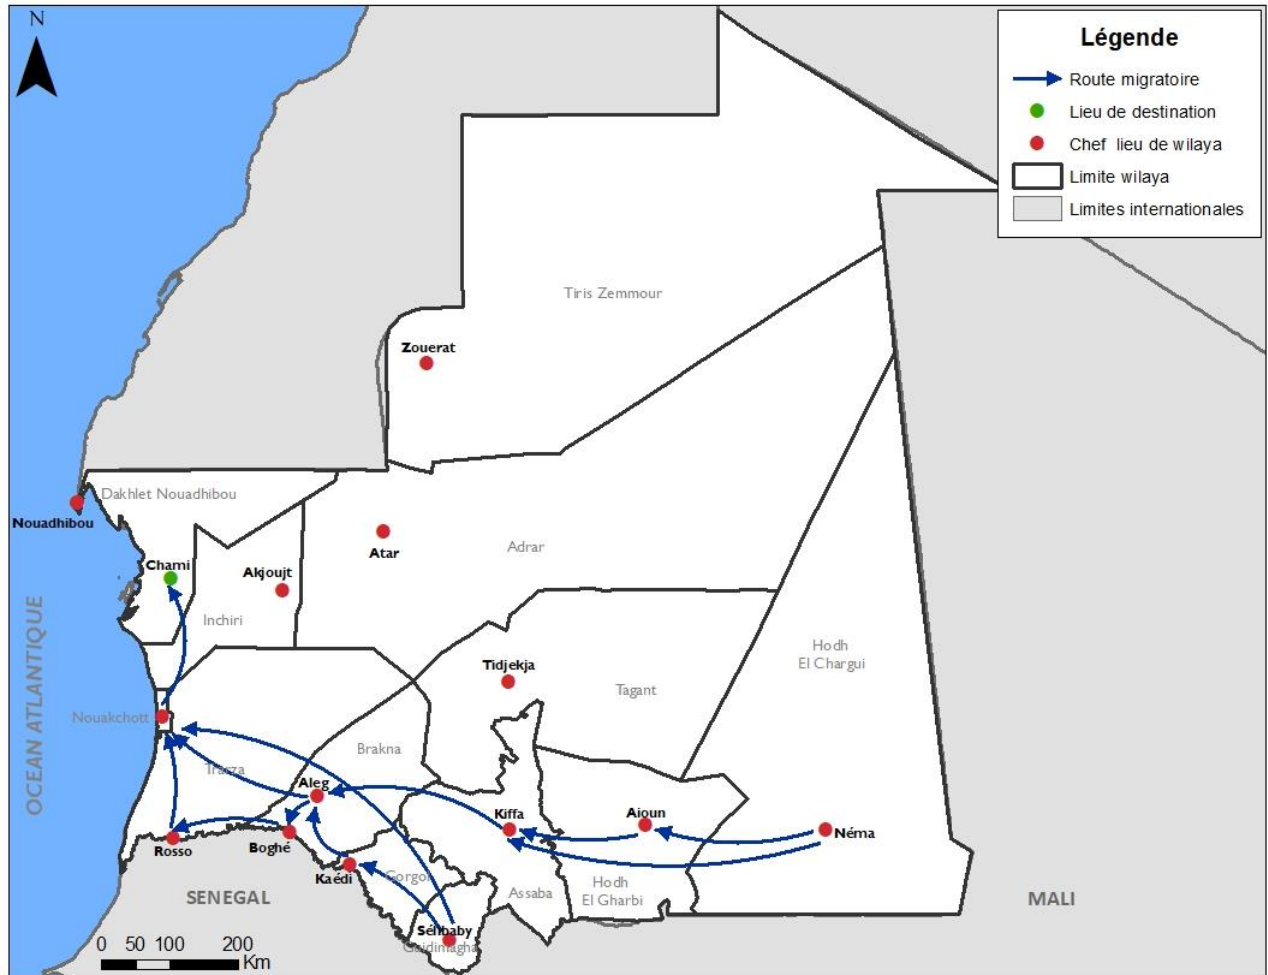 N
Légende
Route migratoire
Lieu de destination
Chef lieu de wilaya
Limite wilaya
Limites internationales
Tiris Zemmour
Zouerat
Dakhlet Nouadhibou
Nouadhibou
Atar
Adrar
Chami
Akjoujt
Inchiri
OCEAN ATLANTIQUE
Hodh
El Chargui
Tidjekja
Tagant
Nouakchott
Brakna
Trarza
Aleg
Kiffa
Aioun
Néma
Rosso
Boghé
Kaédi
Gorgol
Assaba
Hodh
El Gharbi
SENEGAL
MALI
Sélibaby
Guidimagha
0 50 100 200
Km